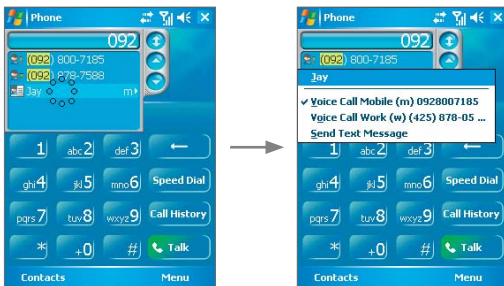 Phone
092
(092) 800-7185
(092) 878-7588
Jay m
1 abc 2 def 3
ghi 4 jkl 5 mno 6 Speed Dial
pqrs 7 tuv 8 wxyz 9 Call History
* +0 # Talk
Contacts Menu
Phone
092
(092) 800-7185
Jay
Voice Call Mobile (m) 0928007185
Voice Call Work (w) (425) 878-05 ...
Send Text Message
1 abc 2 def 3
ghi 4 jkl 5 mno 6 Speed Dial
pqrs 7 tuv 8 wxyz 9 Call History
* +0 # Talk
Contacts Menu